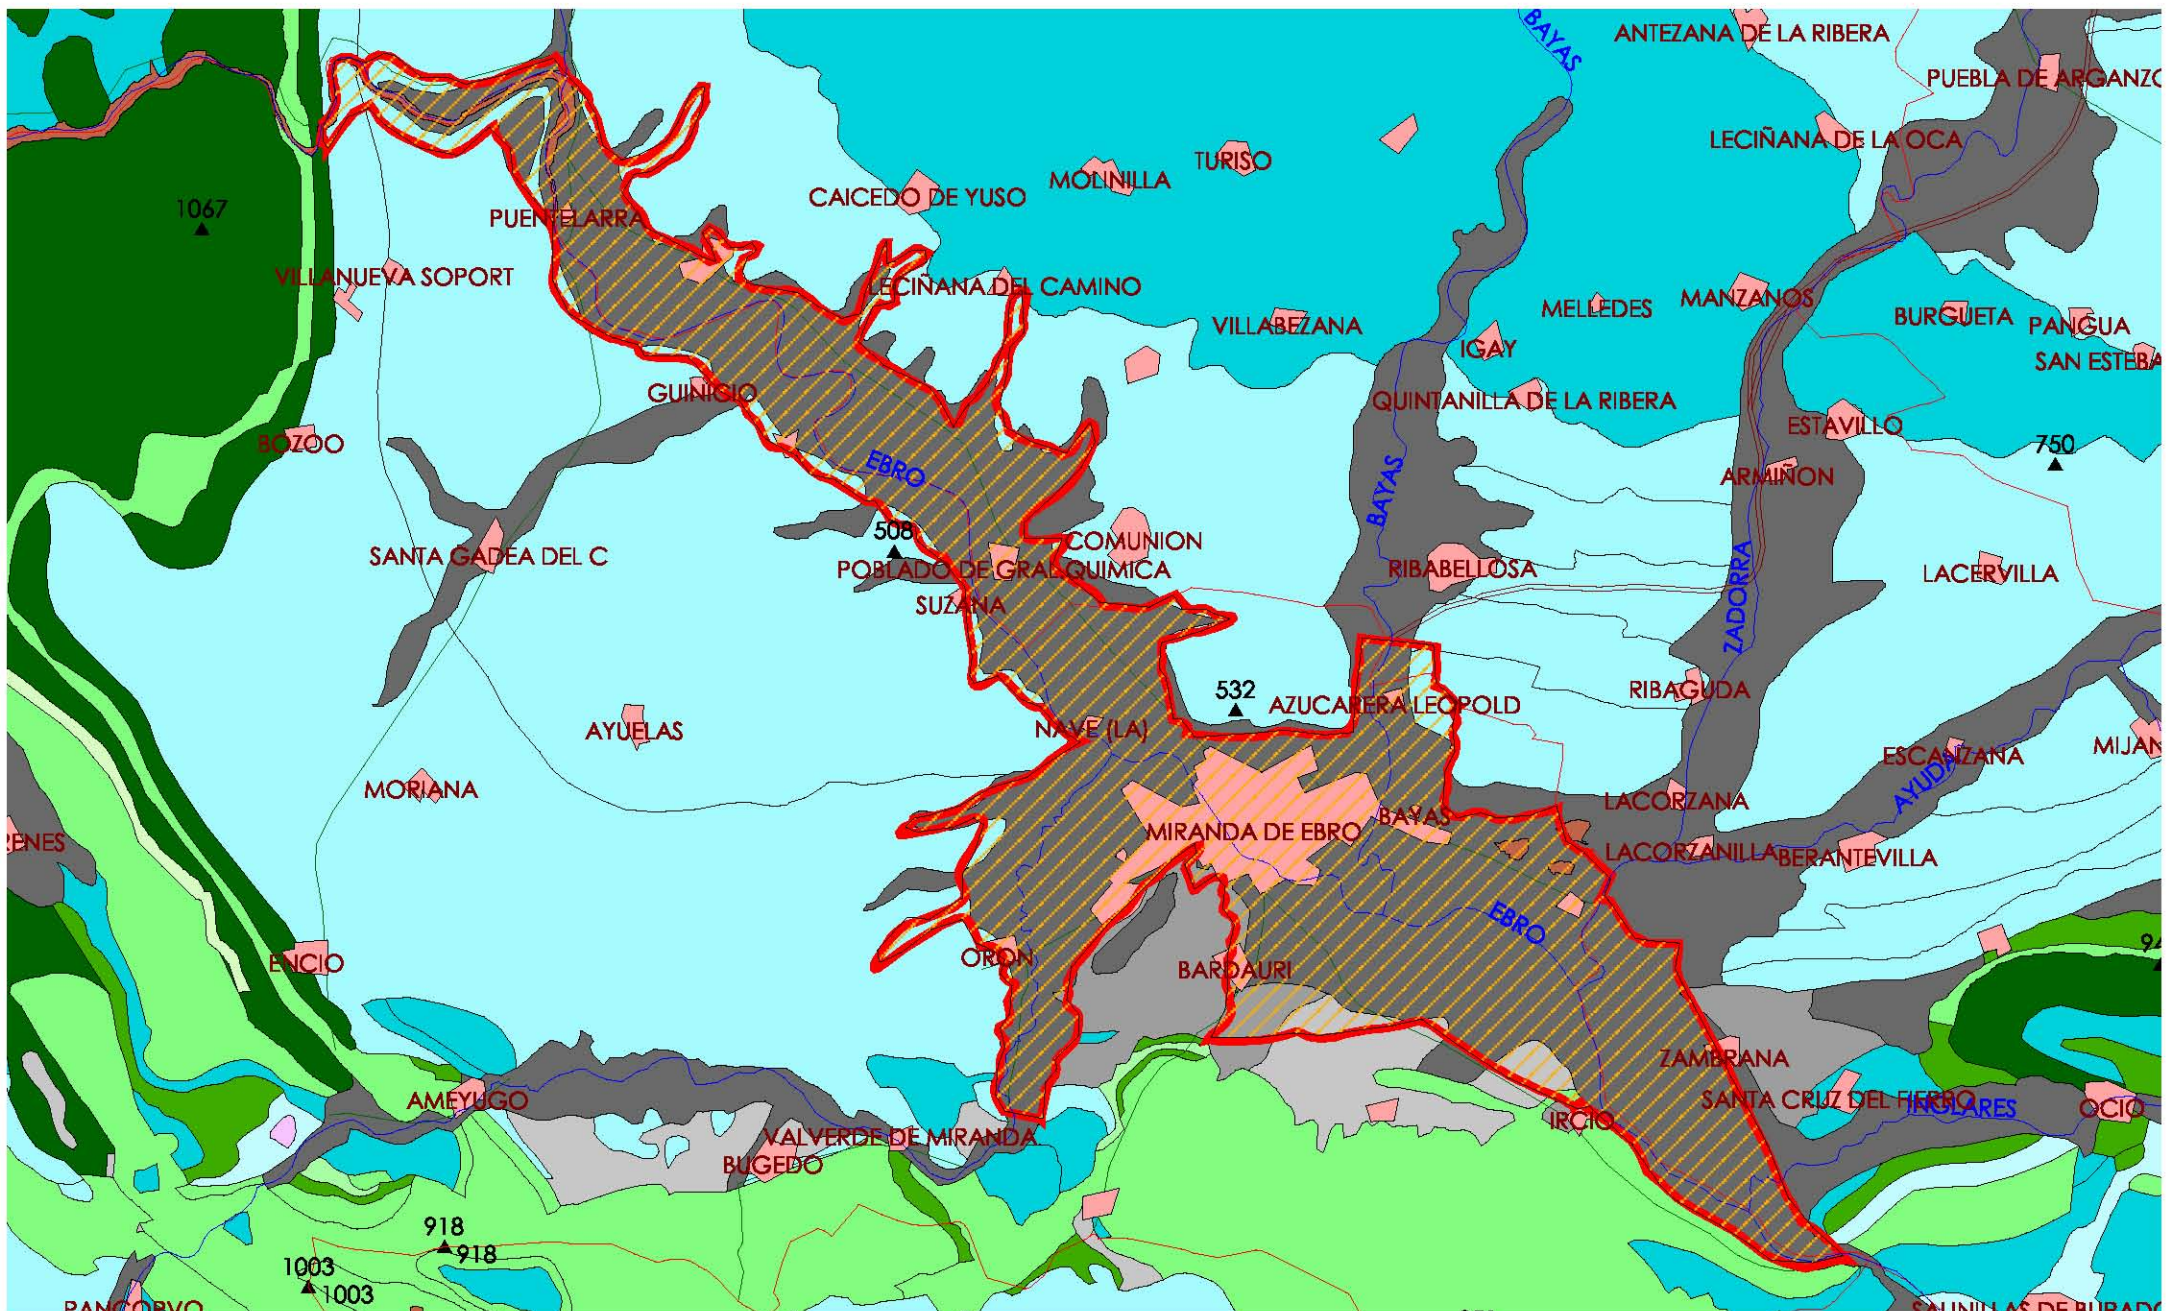 BAYAS
ANTEZANA DE LA RIBERA
PUEBLA DE ARGANZO
LECIÑANA DE LA OCA
TURISO
MOLINILLA
CAICEDO DE YUSO
1067
PUENTELARRA
VILLANUEVA SOPORT
LECIÑANA DEL CAMINO
MANZANOS
MELLEDES
BURGUETA
PANGUA
VILLABEZANA
IGAY
SAN ESTEBA
GUINICIO
QUINTANILLA DE LA RIBERA
ESTAVILLO
BOZOO
750
EBRO
ARMIÑON
BAYAS
508
COMUNION
SANTA GADEA DEL C
POBLADO DE GRAL QUIMICA
RIBABELLOSA
LACERVILLA
ZADORRA
SUZANA
532
RIBAGUDA
AZUCARERA LEOPOLD
AYUELAS
NAVE (LA)
MIJAN
ESCANZANA
AYUDA
MORIANA
LACORZANA
BAYAS
MIRANDA DE EBRO
RENES
LACORZANILLA
BERANTEVILLA
EBRO
94
ENCIO
ORON
BARDAURI
ZAMBRANA
AMEYUGO
SANTA CRUZ DEL FIERRO
INGLARES
OCIO
IRCIO
VALVERDE DE MIRANDA
BUGEDO
918
918
1003
1003
PANCORVO
SALINILLAS DE BURADO